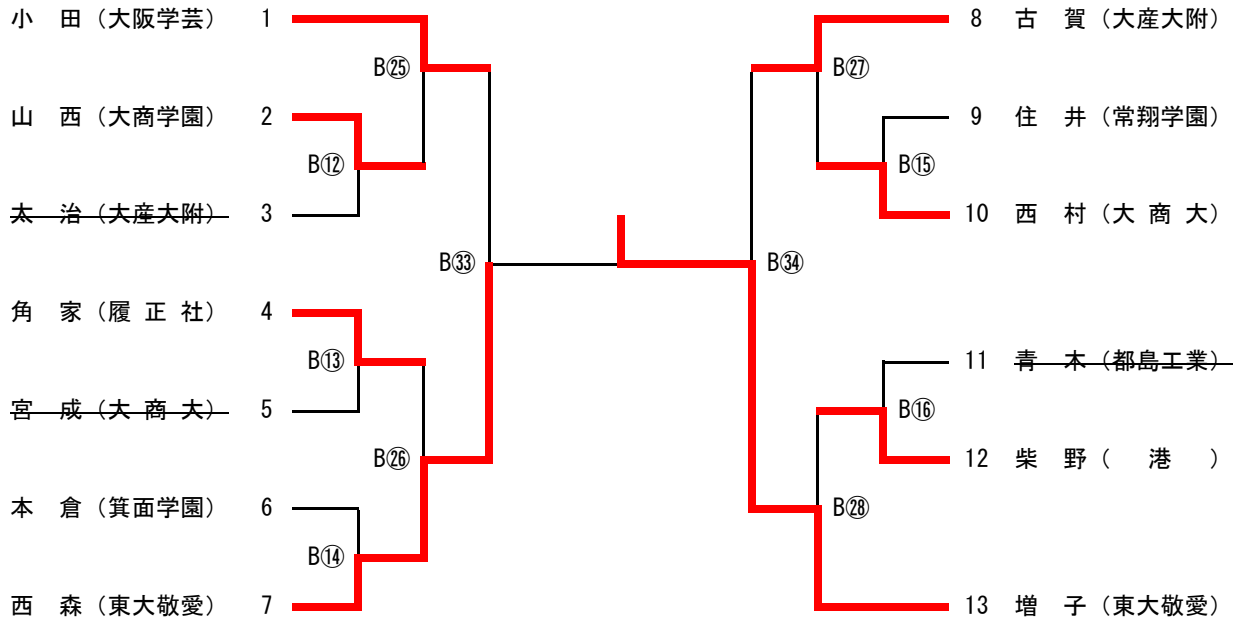 小　田（大阪学芸） 1
B㉕
山　西（大商学園） 2
B⑫
太　治（大産大附） 3
B㉝
角　家（履 正 社） 4
B⑬
宮　成（大 商 大） 5
B㉖
本　倉（箕面学園） 6
B⑭
西　森（東大敬愛） 7
8 古　賀（大産大附）
B㉗
9 住　井（常翔学園）
B⑮
10 西　村（大 商 大）
B㉞
11 青　木（都島工業）
B⑯
12 柴　野（　港　）
B㉘
13 増　子（東大敬愛）